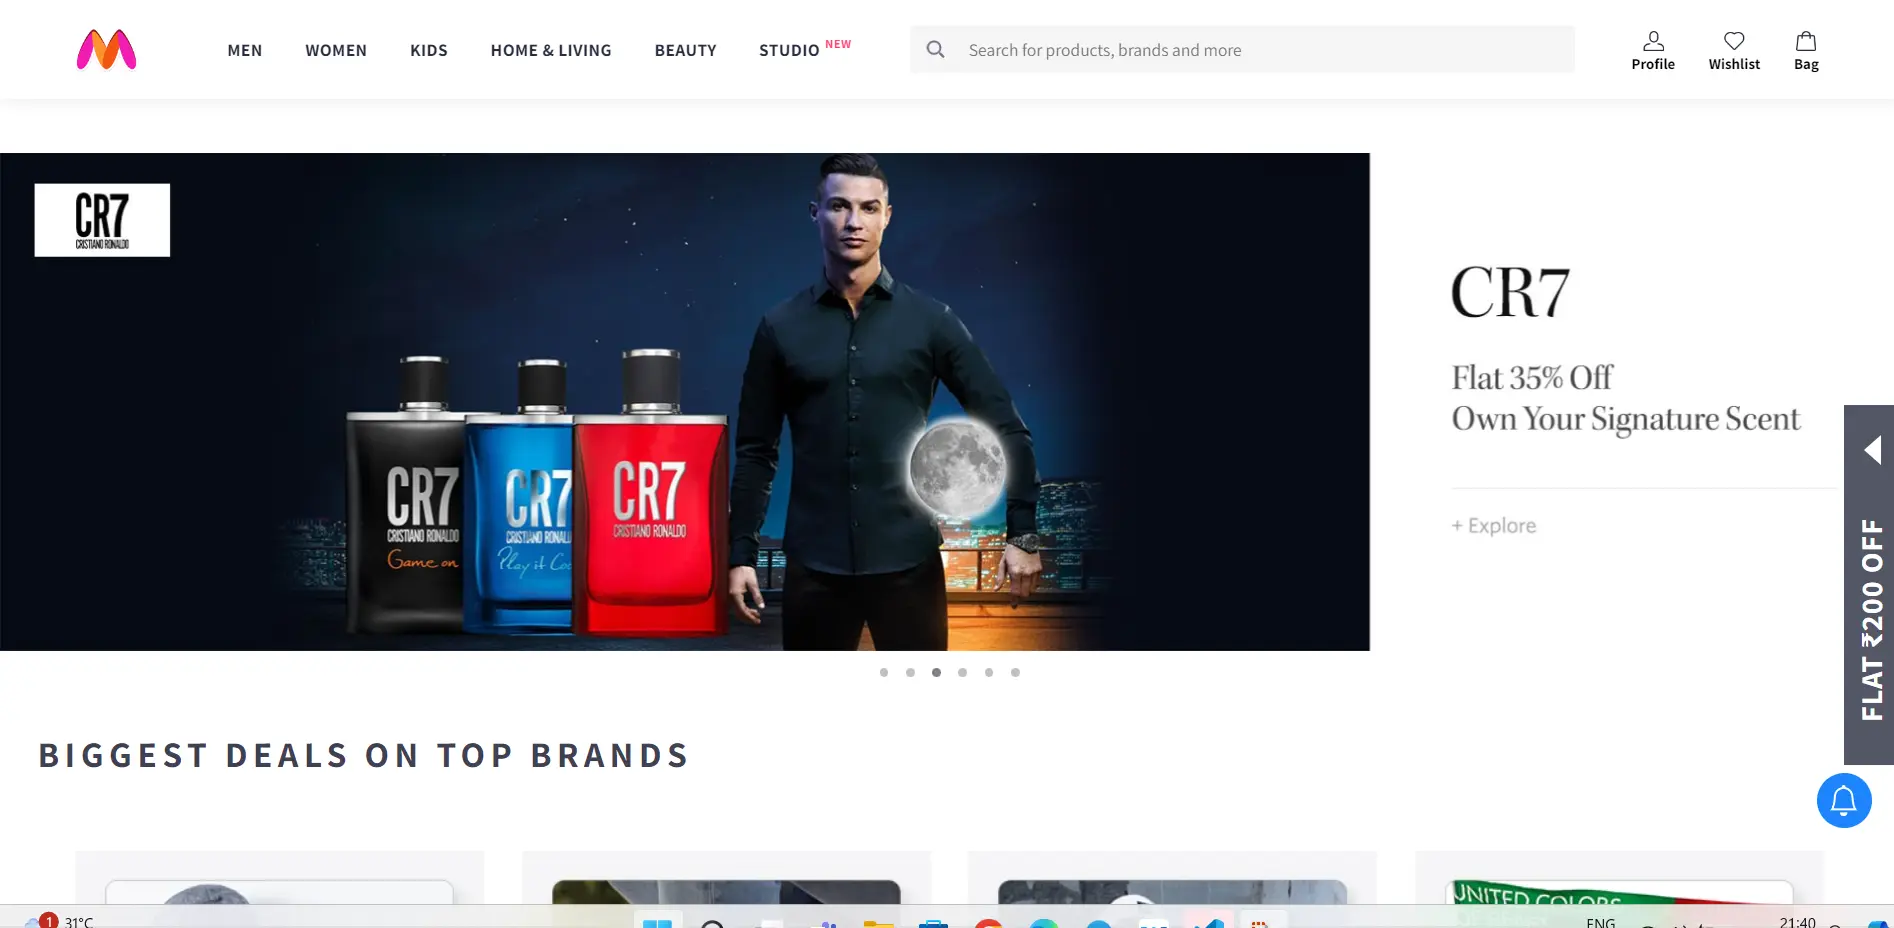 MEN
WOMEN
KIDS
HOME & LIVING
BEAUTY
STUDIO NEW
Search for products, brands and more
Profile
Wishlist
Bag
CR7
CRISTIANO RONALDO
CR7
CRISTIANO RONALDO
Game on
CR7
CRISTIANO RONALD
Play it Coo
CR7
CRISTIANO RONALDO
CR7
Flat 35% Off
Own Your Signature Scent
+ Explore
FLAT ₹200 OFF
BIGGEST DEALS ON TOP BRANDS
UNITED COLORS
1
31°C
ENG
21:40